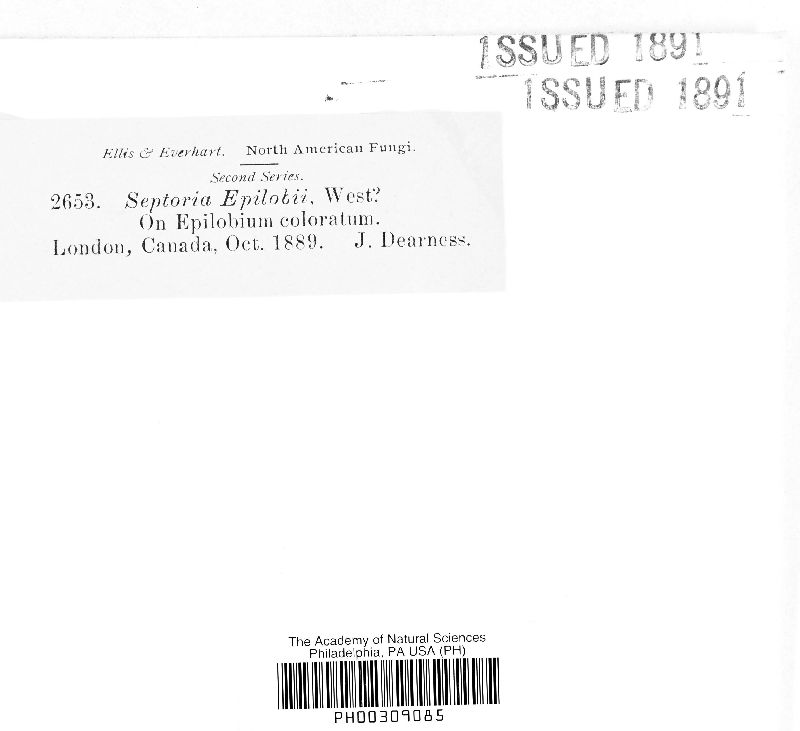 ISSUED 1891
ISSUED 1891
Ellis & Everhart. North American Fungi.
Second Series.
2653. Septoria Epilobii, West?
On Epilobium coloratum.
London, Canada, Oct. 1889. J. Dearness.
The Academy of Natural Sciences
Philadelphia, PA USA (PH)
PH00309085